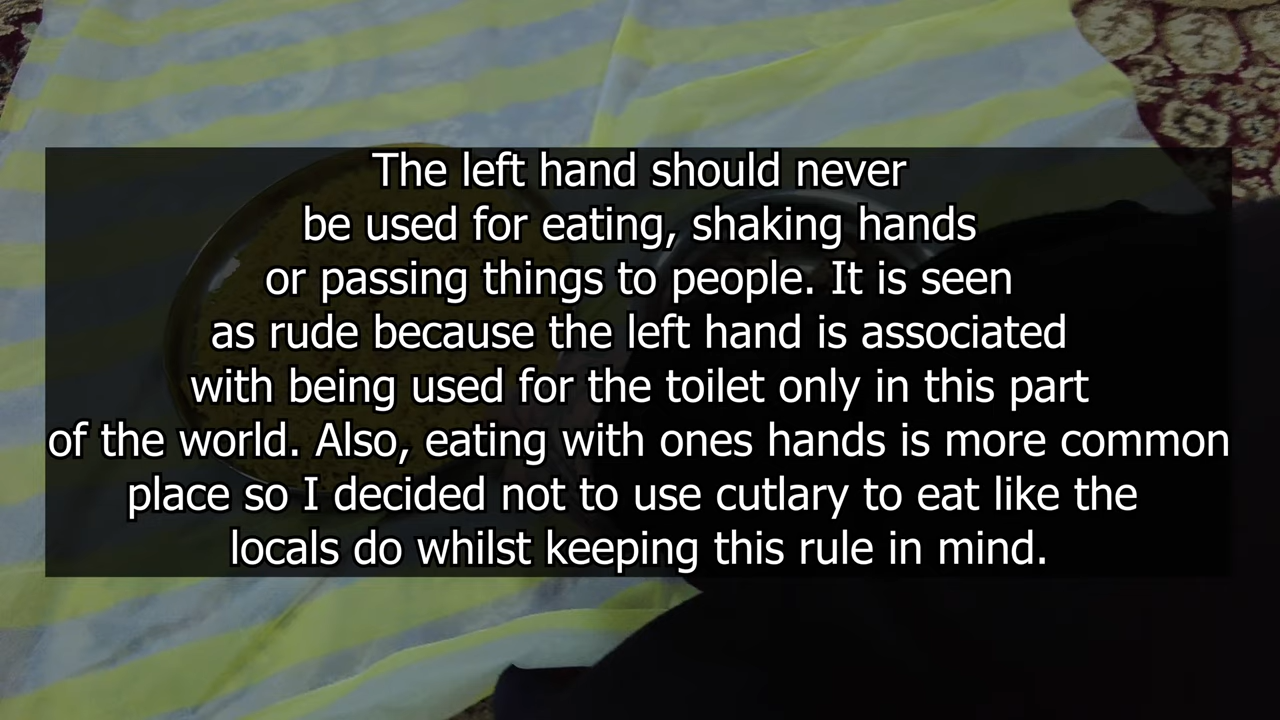 The left hand should never
be used for eating, shaking hands
or passing things to people. It is seen
as rude because the left hand is associated
with being used for the toilet only in this part
of the world. Also, eating with ones hands is more common
place so I decided not to use cutlary to eat like the
locals do whilst keeping this rule in mind.